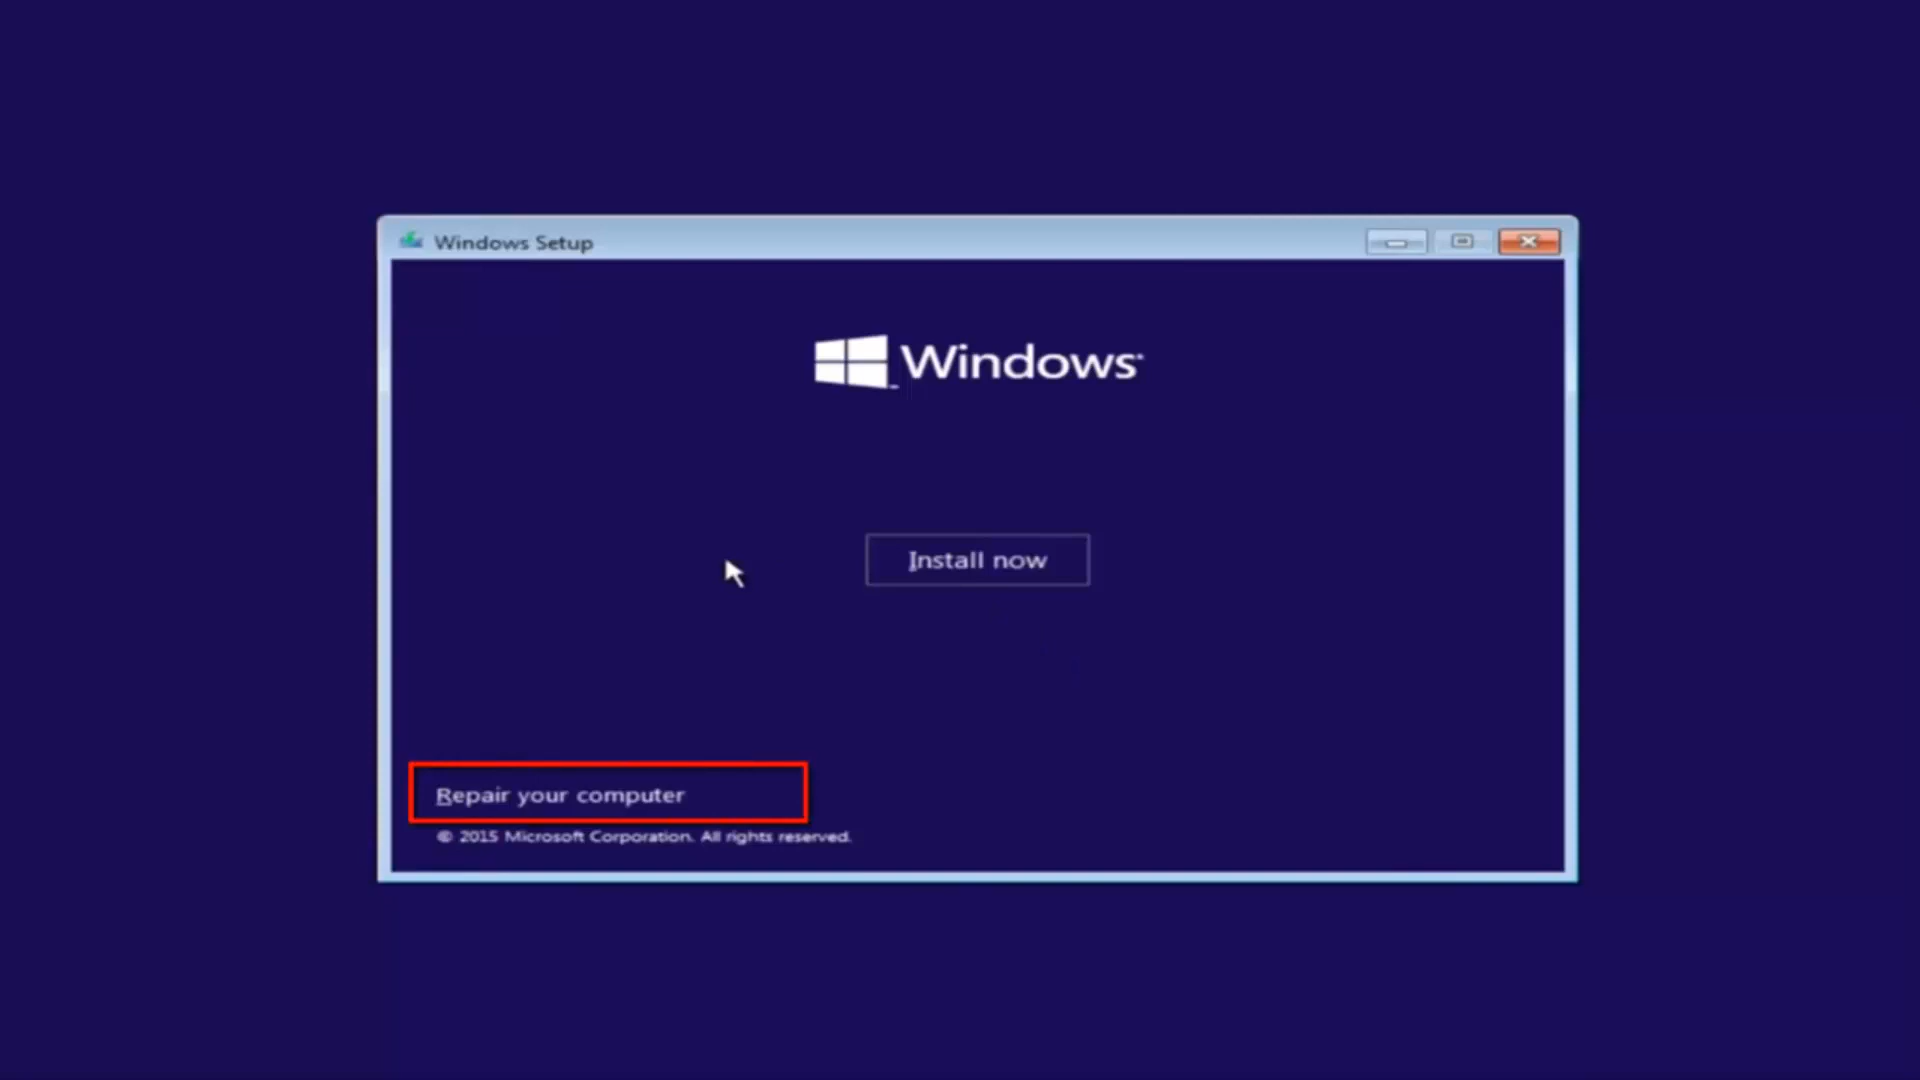 Windows Setup
Windows
Install now
Repair your computer
© 2015 Microsoft Corporation. All rights reserved.